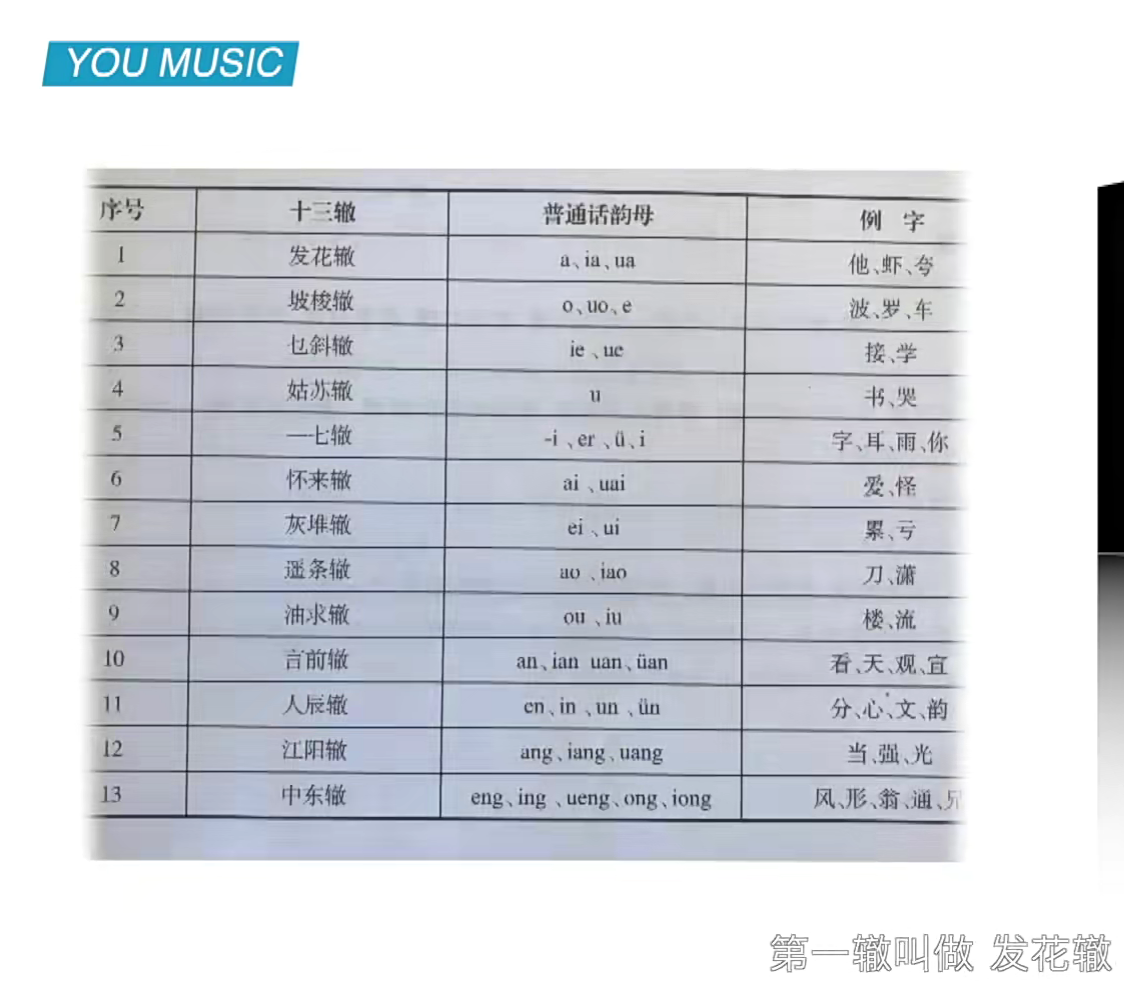 YOU MUSIC
序号 十三辙 普通话韵母 例 字
1 发花辙 a、ia、ua 他、虾、夸
2 坡梭辙 o、uo、e 波、罗、车
3 乜斜辙 ie、ue 接、学
4 姑苏辙 u 书、哭
5 一七辙 -i、er、ü、i 字、耳、雨、你
6 怀来辙 ai、uai 爱、怪
7 灰堆辙 ei、ui 累、亏
8 遥条辙 ao、iao 刀、潇
9 油求辙 ou、iu 楼、流
10 言前辙 an、ian uan、üan 看、天、观、宣
11 人辰辙 en、in、un、ün 分、心、文、韵
12 江阳辙 ang、iang、uang 当、强、光
13 中东辙 eng、ing、ueng、ong、iong 风、形、翁、通、兄
第一辙叫做 发花辙